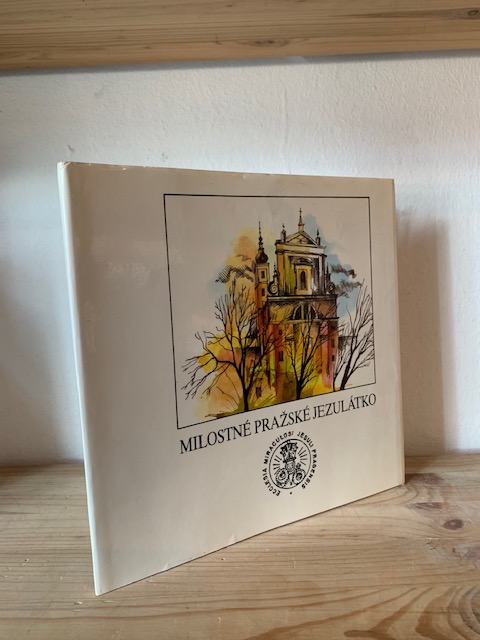 MILOSTNÉ PRAŽSKÉ JEZULÁTKO
ECCLESIA MIRACULOSI JESULI PRAGENSIS